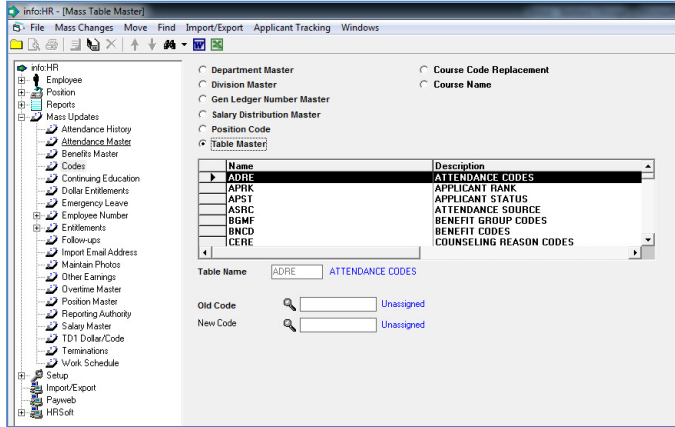 info:HR - [Mass Table Master]
File Mass Changes Move Find Import/Export Applicant Tracking Windows
info:HR
Employee
Position
Reports
Mass Updates
Attendance History
Attendance Master
Benefits Master
Codes
Continuing Education
Dollar Entitlements
Emergency Leave
Employee Number
Entitlements
Follow-ups
Import Email Address
Maintain Photos
Other Earnings
Overtime Master
Position Master
Reporting Authority
Salary Master
TD1 Dollar/Code
Terminations
Work Schedule
Setup
Import/Export
Payweb
HRSoft
Department Master Course Code Replacement
Division Master Course Name
Gen Ledger Number Master
Salary Distribution Master
Position Code
Table Master
Name Description
ADRE ATTENDANCE CODES
APRK APPLICANT RANK
APST APPLICANT STATUS
ASRC ATTENDANCE SOURCE
BGMF BENEFIT GROUP CODES
BNCD BENEFIT CODES
CERE COUNSELING REASON CODES
Table Name ADRE ATTENDANCE CODES
Old Code Unassigned
New Code Unassigned